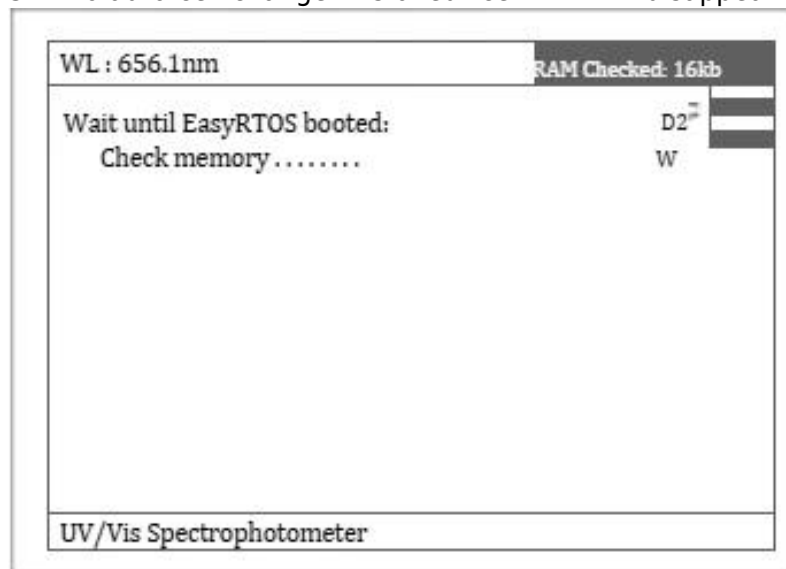 WL : 656.1nm
RAM Checked: 16kb
Wait until EasyRTOS booted:
D2
Check memory ........
W
UV/Vis Spectrophotometer